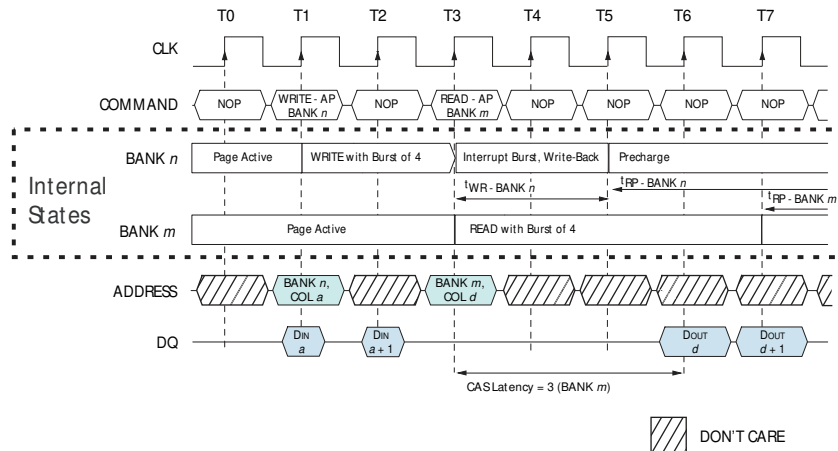 T0 T1 T2 T3 T4 T5 T6 T7
CLK
COMMAND NOP WRITE - AP BANK n NOP READ - AP BANK m NOP NOP NOP NOP
Internal States
BANK n Page Active WRITE with Burst of 4 Interrupt Burst, Write-Back Precharge
tWR - BANK n tRP - BANK n
tRP - BANK m
BANK m Page Active READ with Burst of 4
ADDRESS BANK n, COL a BANK m, COL d
DQ DIN a DIN a + 1 DOUT d DOUT d + 1
CAS Latency = 3 (BANK m)
DON'T CARE